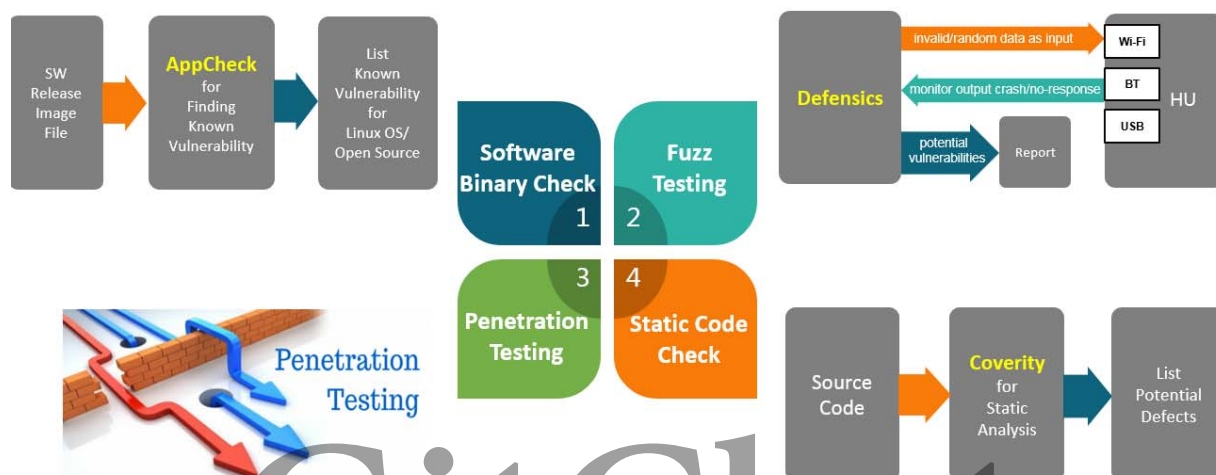 SW
Release
Image
File
AppCheck
for
Finding
Known
Vulnerability
List
Known
Vulnerability
for
Linux OS/
Open Source
Software
Binary Check
1
Fuzz
Testing
2
Defensics
invalid/random data as input
monitor output crash/no-response
potential
vulnerabilities
Report
Wi-Fi
BT
USB
HU
Penetration
Testing
3
Penetration
Testing
4
Static Code
Check
Source
Code
Coverity
for
Static
Analysis
List
Potential
Defects